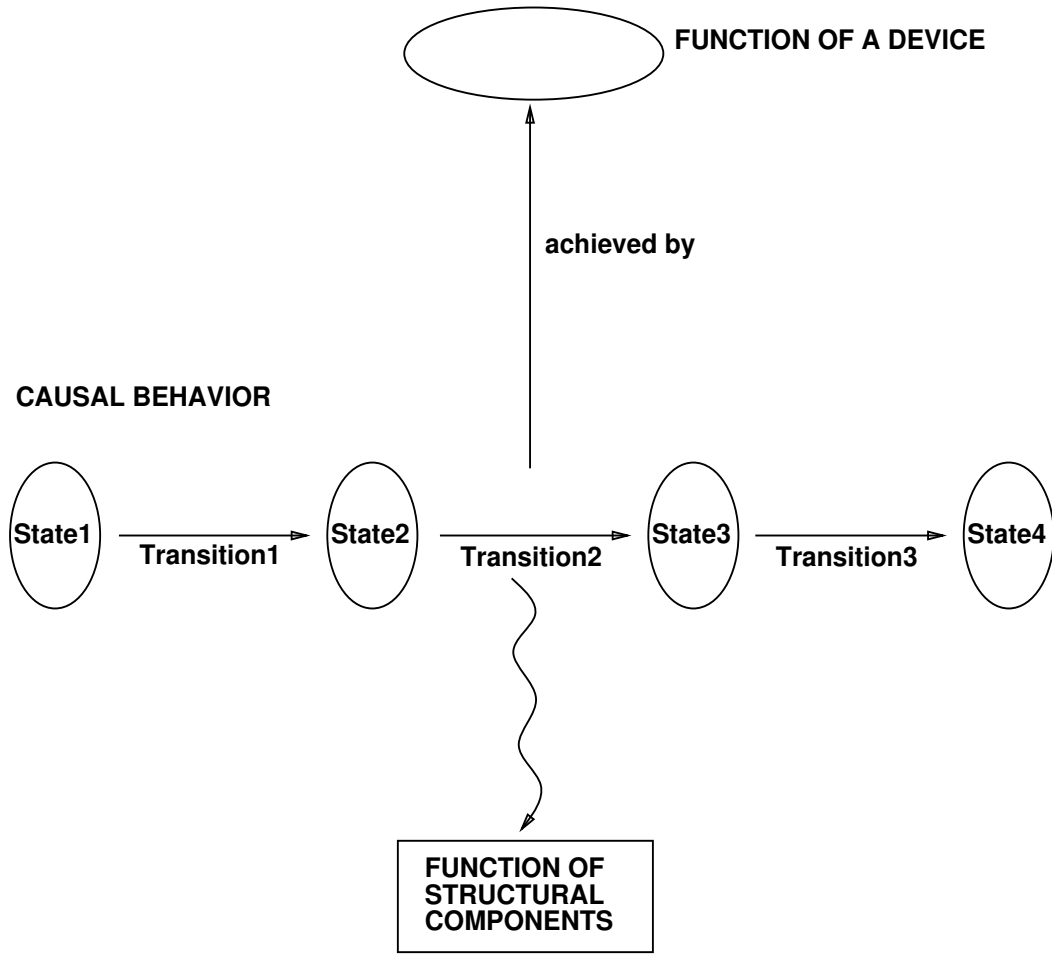 FUNCTION OF A DEVICE
achieved by
CAUSAL BEHAVIOR
State1
Transition1
State2
Transition2
State3
Transition3
State4
FUNCTION OF
STRUCTURAL
COMPONENTS